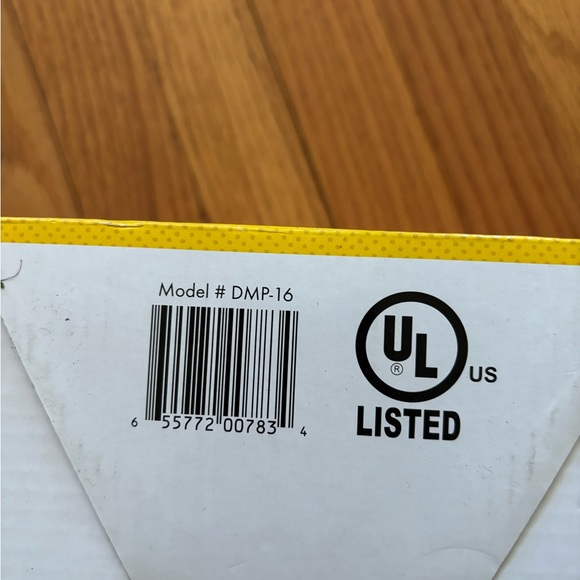 Model # DMP-16
6 55772 00783 4
UL
®
US
LISTED